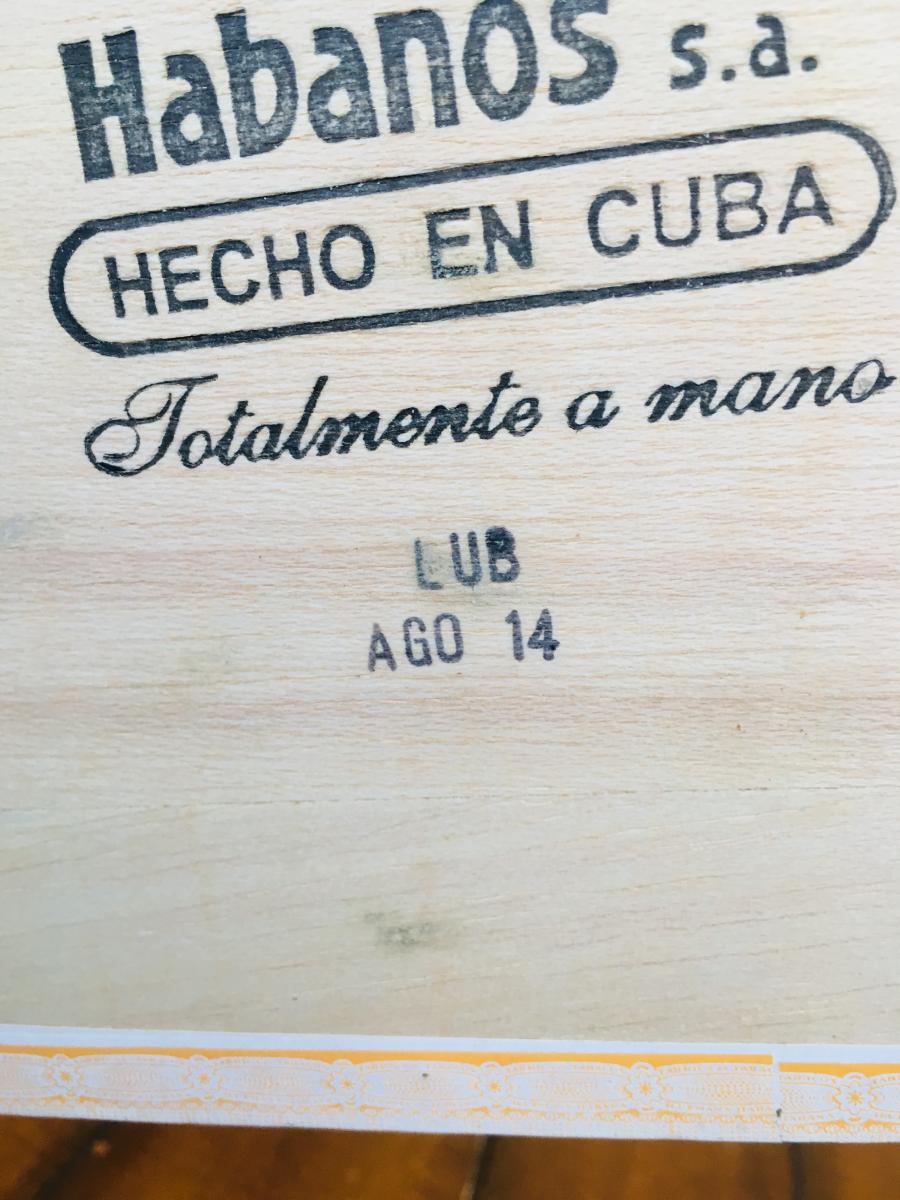 Habanos s.a.
HECHO EN CUBA
Totalmente a mano
LUB
AGO 14